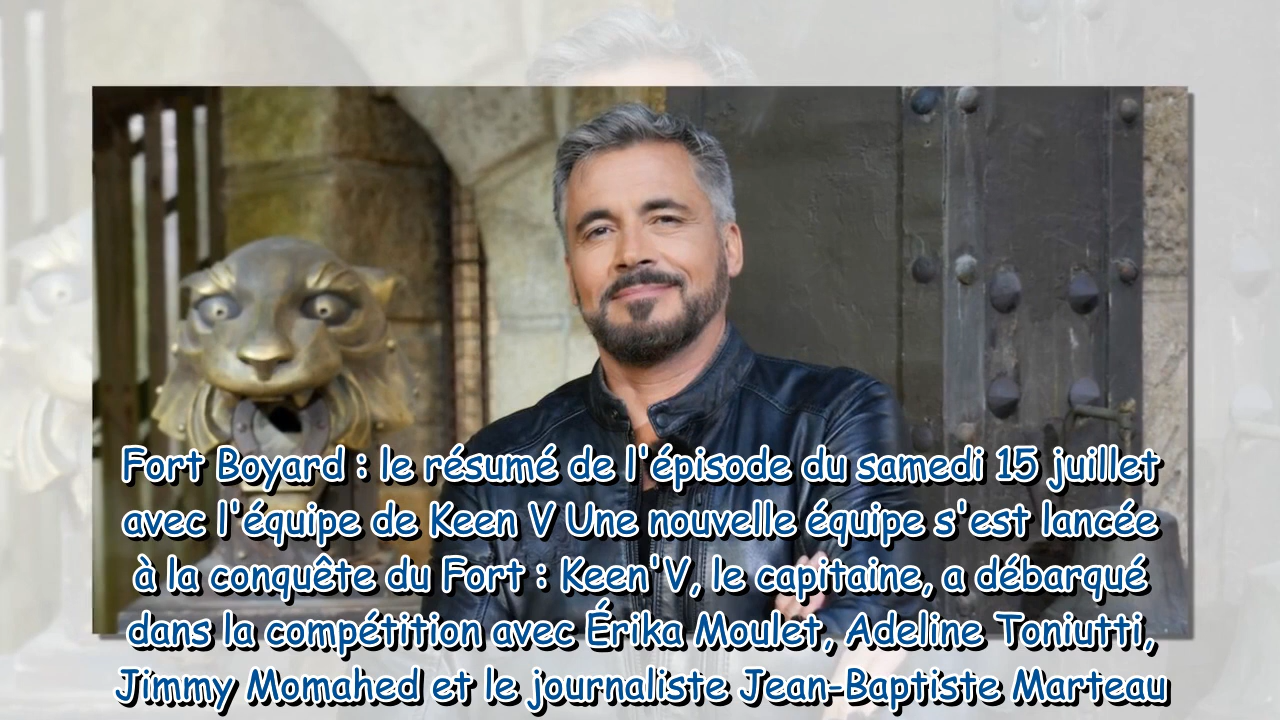 Fort Boyard : le résumé de l'épisode du samedi 15 juillet
avec l'équipe de Keen V Une nouvelle équipe s'est lancée
à la conquête du Fort : Keen'V, le capitaine, a débarqué
dans la compétition avec Érika Moulet, Adeline Toniutti,
Jimmy Momahed et le journaliste Jean-Baptiste Marteau